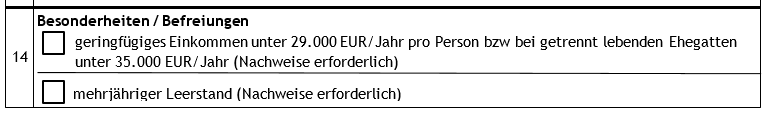 Besonderheiten / Befreiungen
14
geringfügiges Einkommen unter 29.000 EUR/Jahr pro Person bzw bei getrennt lebenden Ehegatten
unter 35.000 EUR/Jahr (Nachweise erforderlich)
mehrjähriger Leerstand (Nachweise erforderlich)